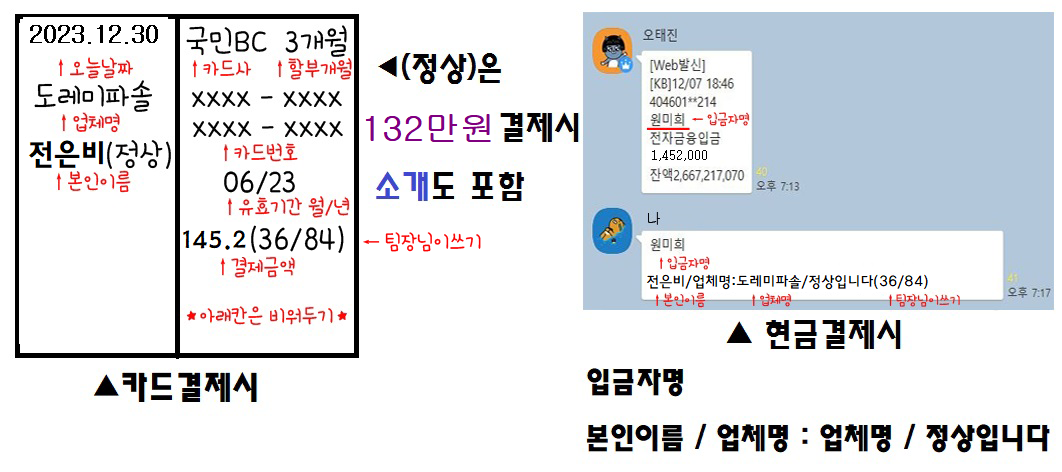 2023.12.30
↑오늘날짜
도레미파솔
↑업체명
전은비(정상)
↑본인이름
국민BC 3개월
↑카드사 ↑할부개월
xxxx - xxxx
xxxx - xxxx
↑카드번호
06/23
↑유효기간 월/년
145.2(36/84)
↑결제금액
← 팀장님이쓰기
★아래칸은 비워두기★
▲카드결제시
◀(정상)은
132만원 결제시
소개도 포함
오태진
[Web발신]
[KB]12/07 18:46
404601**214
원미희 ← 입금자명
전자금융입금
1,452,000
잔액2,667,217,070
40
오후 7:13
나
원미희
↑입금자명
전은비/업체명:도레미파솔/정상입니다(36/84)
↑본인이름 ↑업체명 ↑팀장님이쓰기
41
오후 7:17
▲ 현금결제시
입금자명
본인이름 / 업체명 : 업체명 / 정상입니다